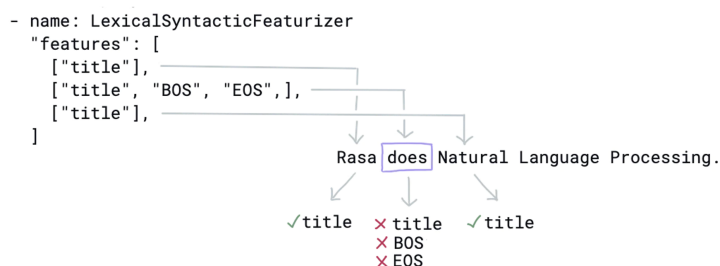 - name: LexicalSyntacticFeaturizer
"features": [
["title"],
["title", "BOS", "EOS",],
["title"],
]
Rasa does Natural Language Processing.
✓title ✗ title ✓title
✗ BOS
✗ EOS